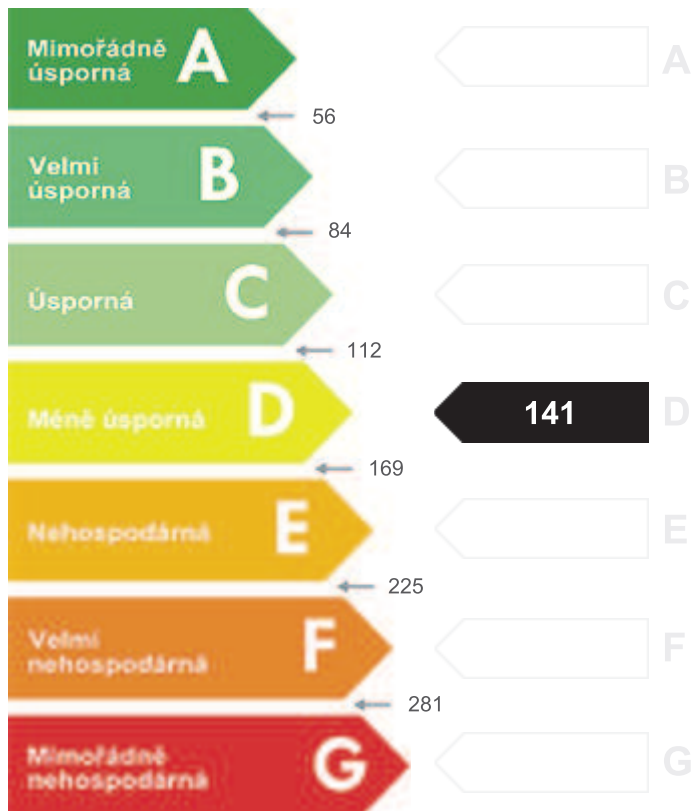 Mimořádně
úsporná
A
A
56
Velmi
úsporná
B
B
84
Úsporná
C
C
112
Méně úsporná
D
141
D
169
Nehospodárná
E
E
225
Velmi
nehospodárná
F
F
281
Mimořádně
nehospodárná
G
G